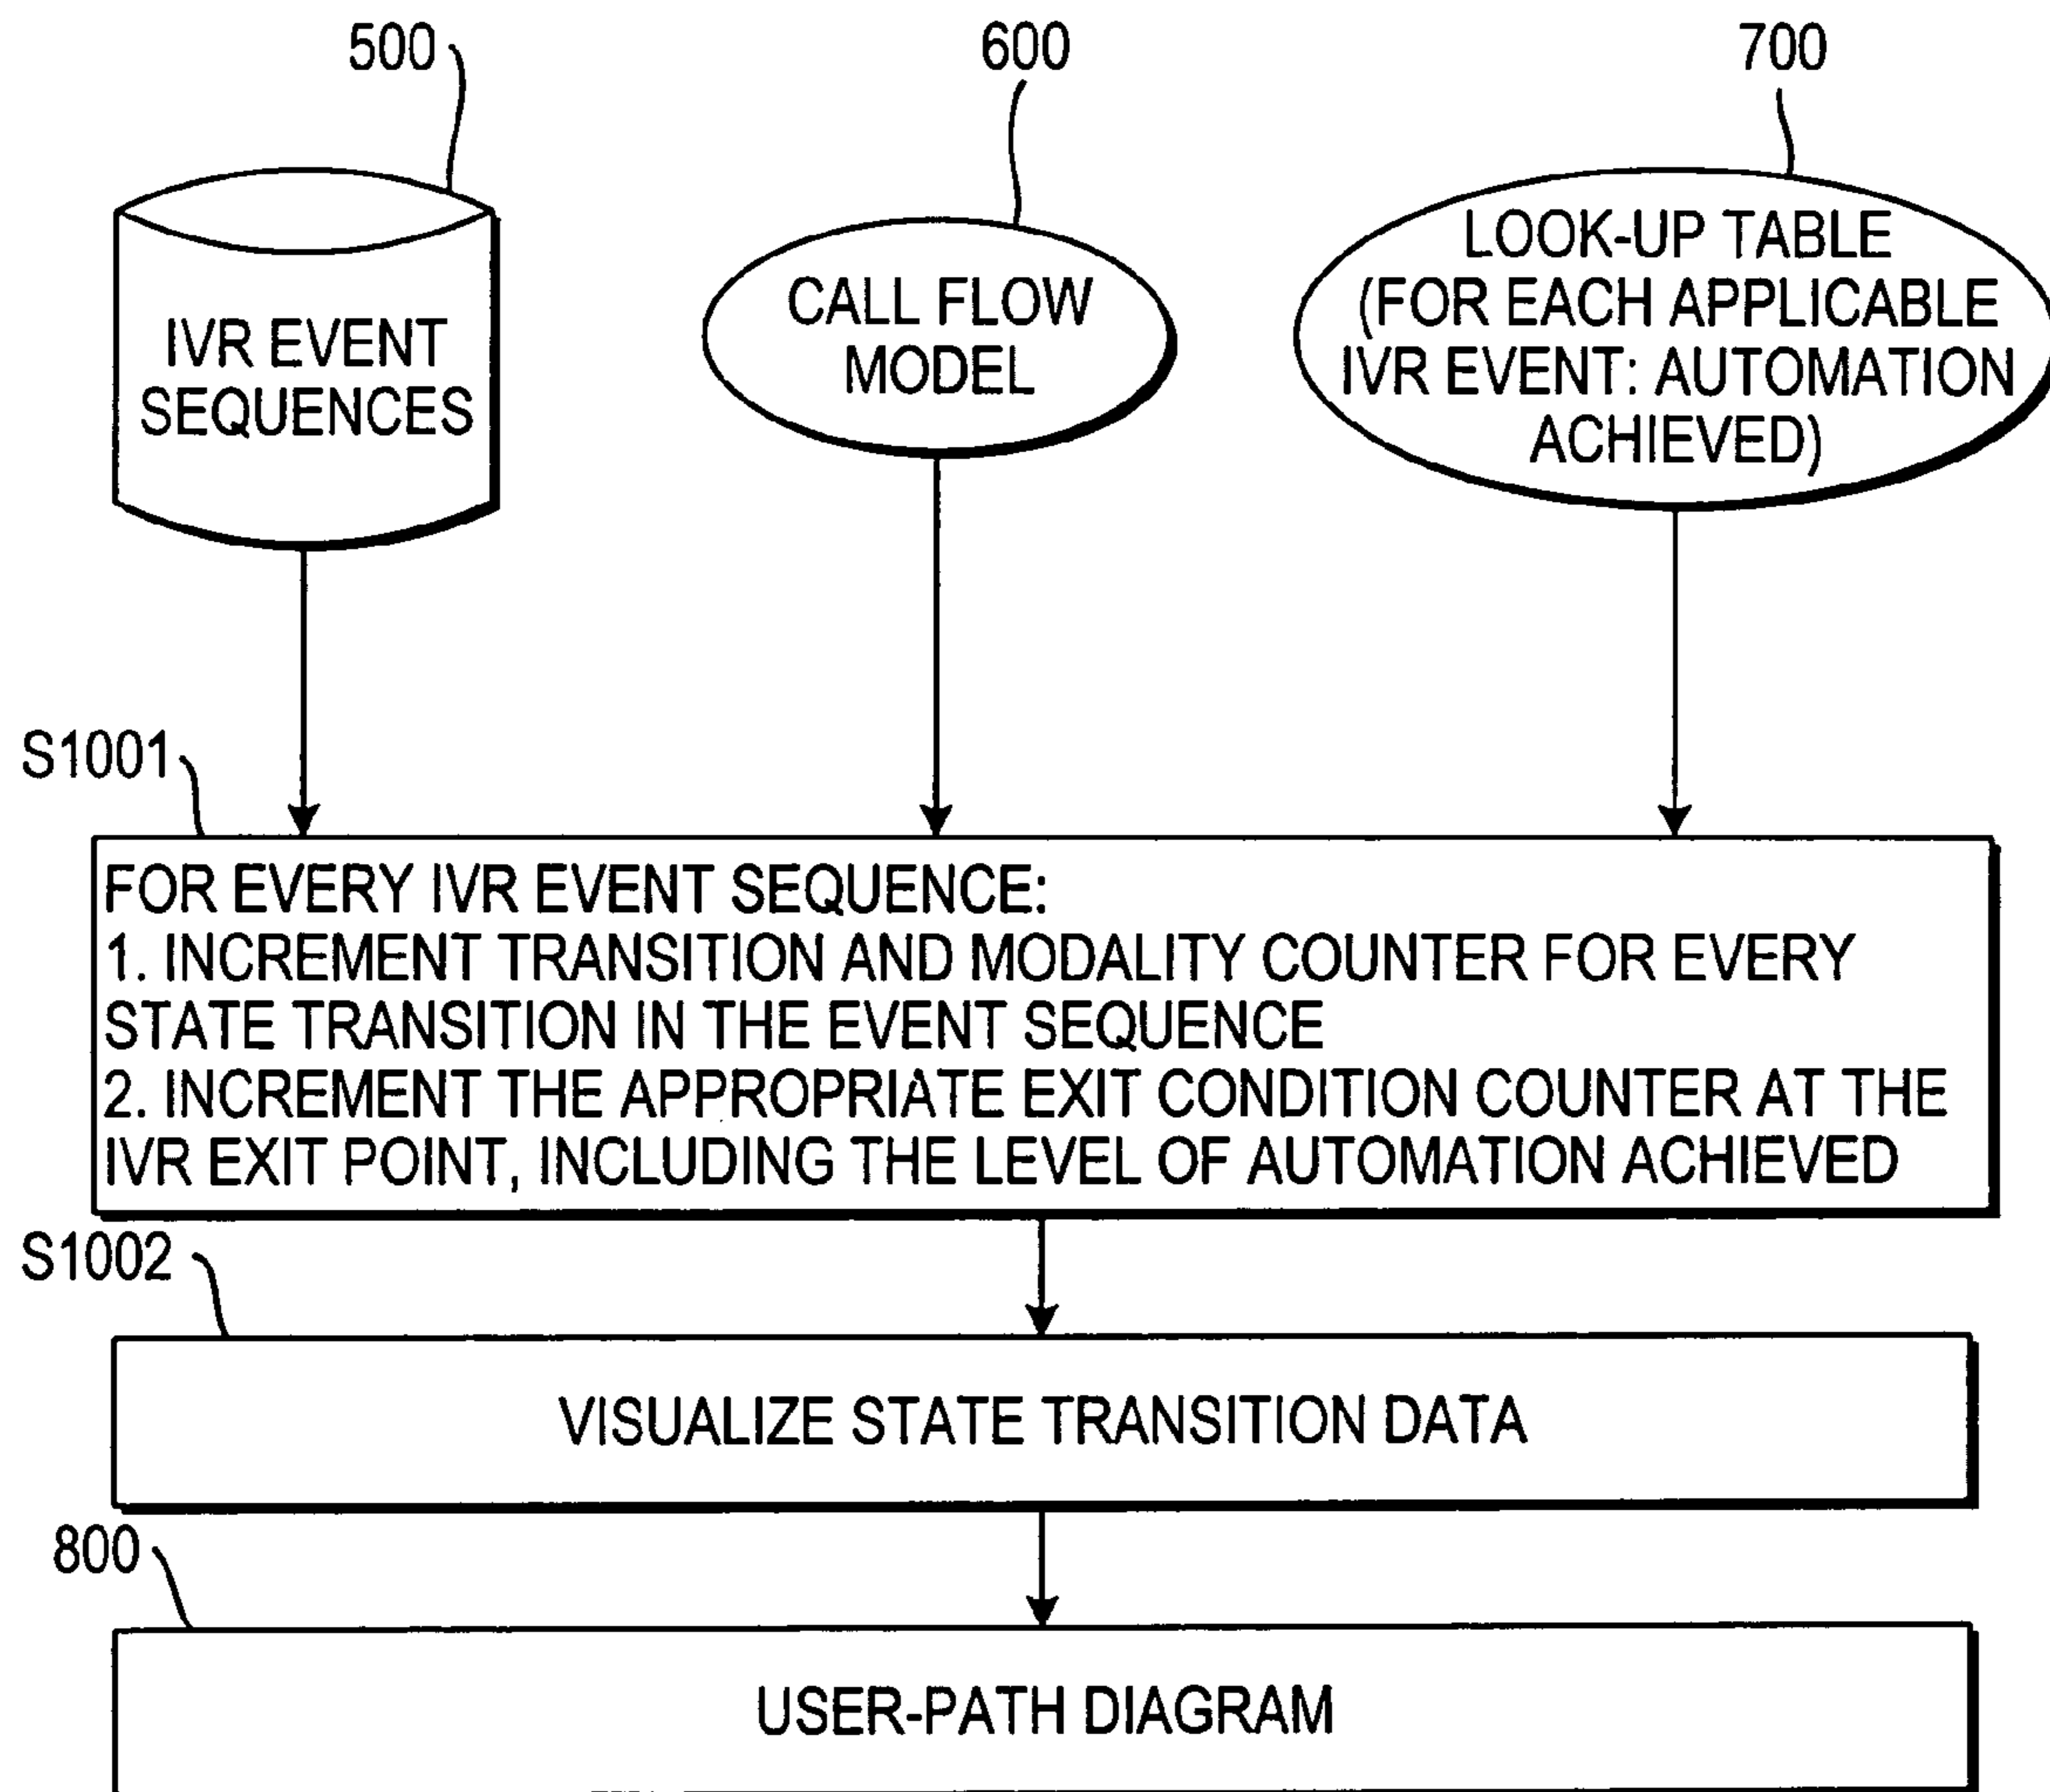 500
600
700
IVR EVENT
SEQUENCES
CALL FLOW
MODEL
LOOK-UP TABLE
(FOR EACH APPLICABLE
IVR EVENT: AUTOMATION
ACHIEVED)
S1001
FOR EVERY IVR EVENT SEQUENCE:
1. INCREMENT TRANSITION AND MODALITY COUNTER FOR EVERY
STATE TRANSITION IN THE EVENT SEQUENCE
2. INCREMENT THE APPROPRIATE EXIT CONDITION COUNTER AT THE
IVR EXIT POINT, INCLUDING THE LEVEL OF AUTOMATION ACHIEVED
S1002
VISUALIZE STATE TRANSITION DATA
800
USER-PATH DIAGRAM